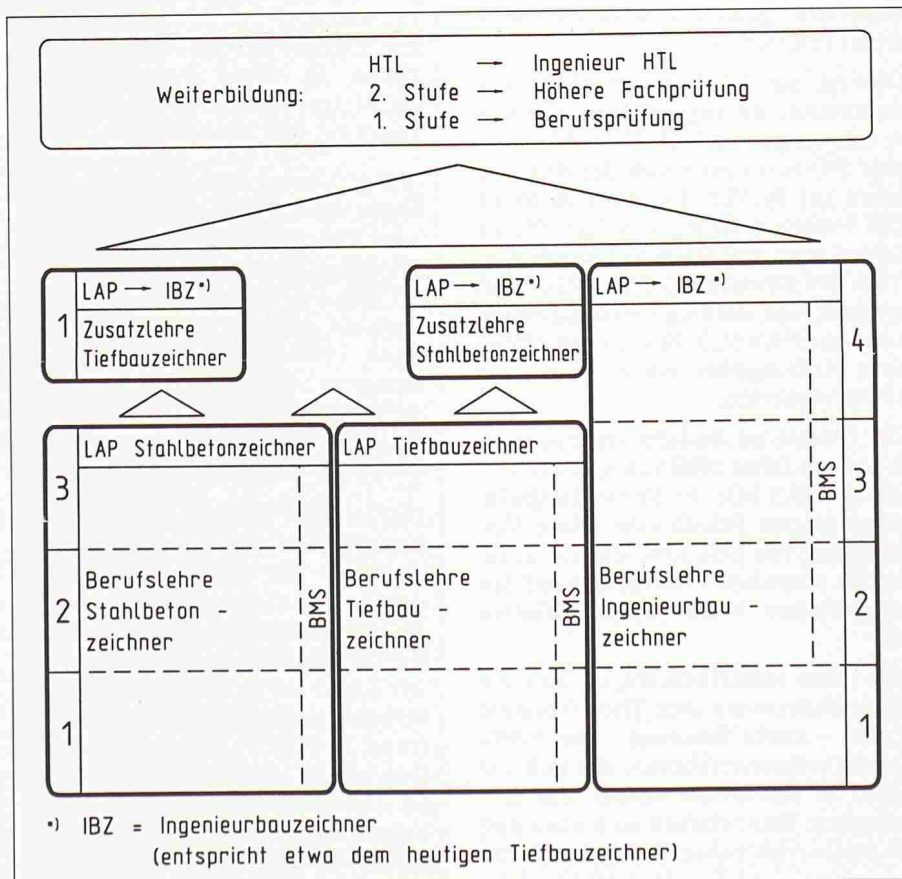 HTL → Ingenieur HTL
Weiterbildung: 2. Stufe → Höhere Fachprüfung
1. Stufe → Berufsprüfung
1
LAP → IBZ*)
Zusatzlehre
Tiefbauzeichner
LAP → IBZ*)
Zusatzlehre
Stahlbetonzeichner
LAP → IBZ*)
4
LAP Stahlbetonzeichner
LAP Tiefbauzeichner
3
BMS
3
2
Berufslehre
Stahlbeton -
zeichner
BMS
Berufslehre
Tiefbau -
zeichner
BMS
Berufslehre
Ingenieurbau -
zeichner
2
1
1
*) IBZ = Ingenieurbauzeichner
(entspricht etwa dem heutigen Tiefbauzeichner)